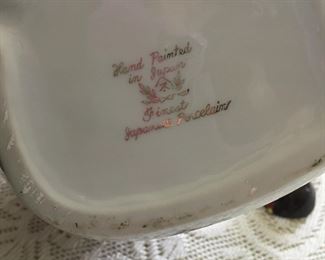 Hand Painted
in Japan
Finest
Japanese Porcelain